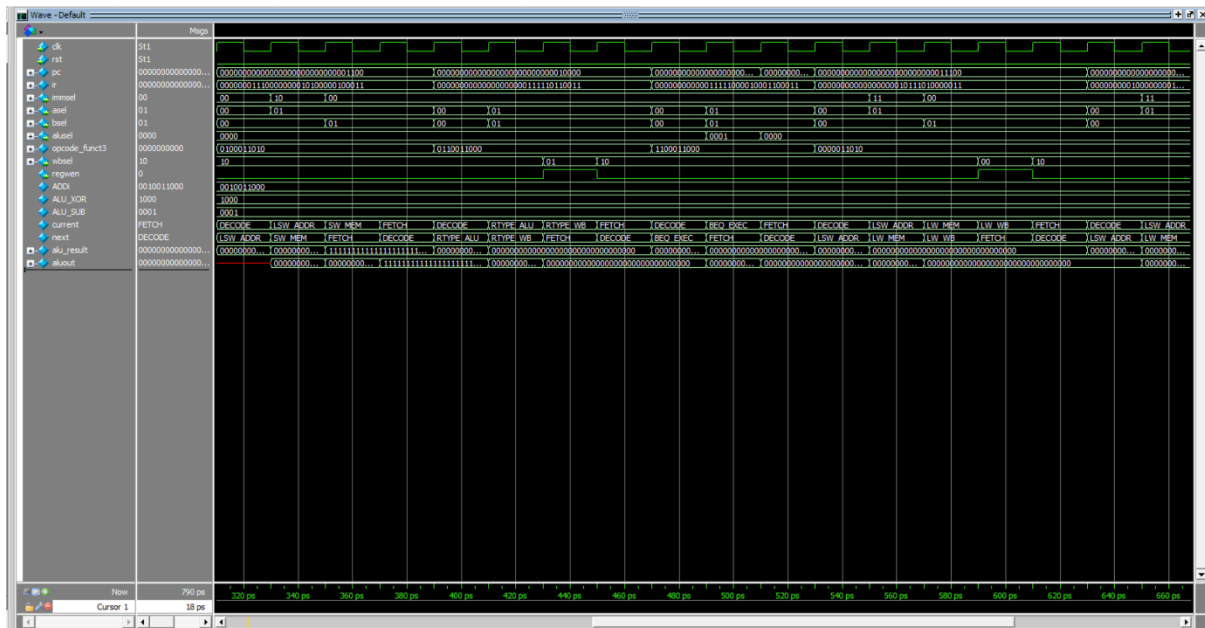 Wave - Default
Msgs
clk St1
rst St1
pc 00000000000000... 00000000000000000000000000001100 00000000000000000000000000010000
ir 00000000000000...
immsel 00 00 10 00 11 00 11
asel 01 00 01 00 01 00 01 00 01 00 01
bsel 01 00 01 00 01 00 01 00 01 00
alusel 0000 0000 0001 0000
opcode_funct3 0000000000 0100011010 0110011000 1100011000 0000011010
wbsel 10 10 01 10 00 10
regwen 0
ADDi 0010011000 0010011000
ALU_XOR 1000 1000
ALU_SUB 0001 0001
current FETCH DECODE LSW_ADDR SW_MEM FETCH DECODE RTYPE_ALU RTYPE_WB FETCH DECODE BEQ_EXEC FETCH DECODE LSW_ADDR LW_MEM LW_WB FETCH DECODE LSW_ADDR
next DECODE LSW_ADDR SW_MEM FETCH DECODE RTYPE_ALU RTYPE_WB FETCH DECODE BEQ_EXEC FETCH DECODE LSW_ADDR LW_MEM LW_WB FETCH DECODE LSW_ADDR LW_MEM
alu_result 00000000000000...
aluout 00000000000000...
Now 790 ps 320 ps 340 ps 360 ps 380 ps 400 ps 420 ps 440 ps 460 ps 480 ps 500 ps 520 ps 540 ps 560 ps 580 ps 600 ps 620 ps 640 ps 660 ps
Cursor 1 18 ps